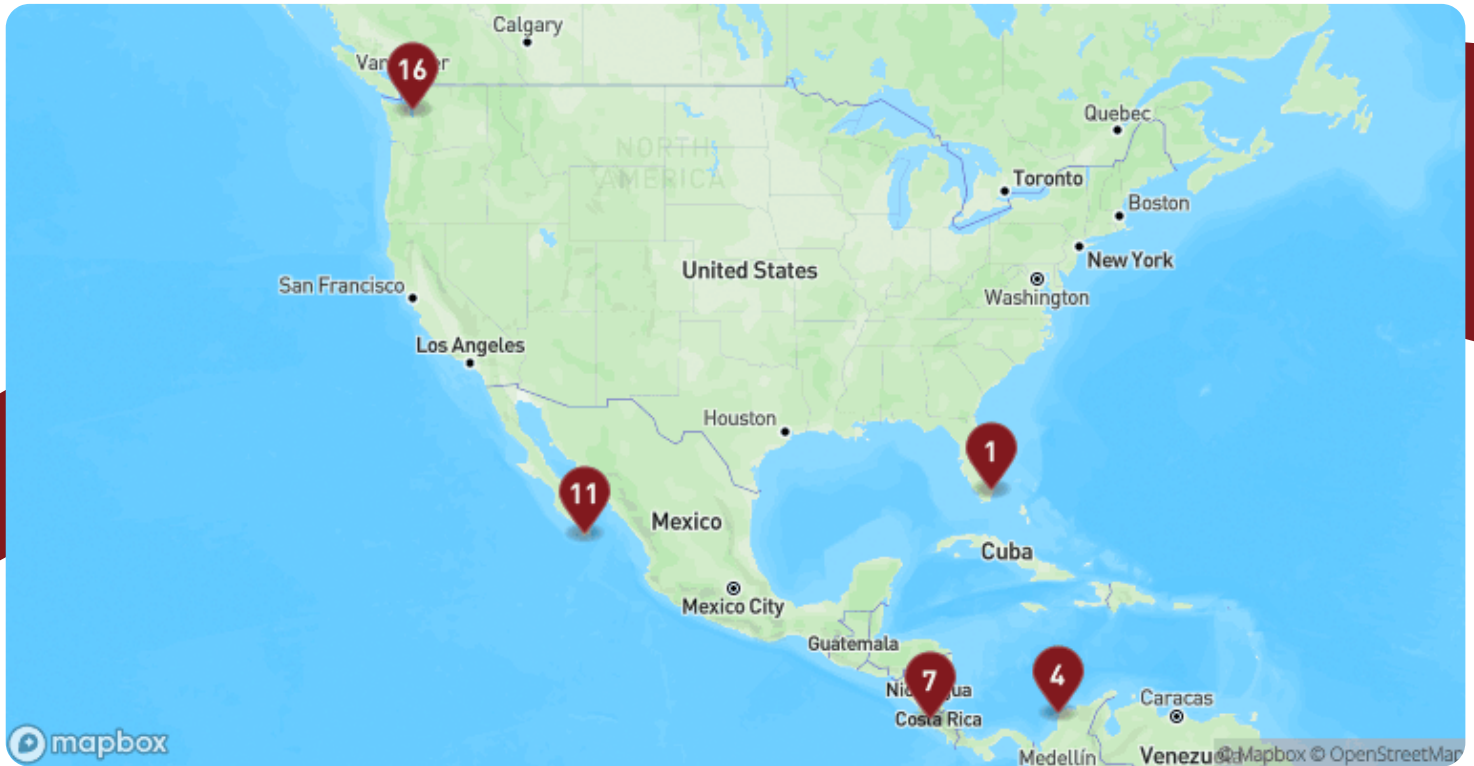 Calgary
16
Quebec
NORTH
AMERICA
Toronto
Boston
New York
United States
Washington
San Francisco
Los Angeles
Houston
1
11
Mexico
Cuba
Mexico City
Guatemala
7
4
Costa Rica
Caracas
Medellín
mapbox
© Mapbox © OpenStreetMap